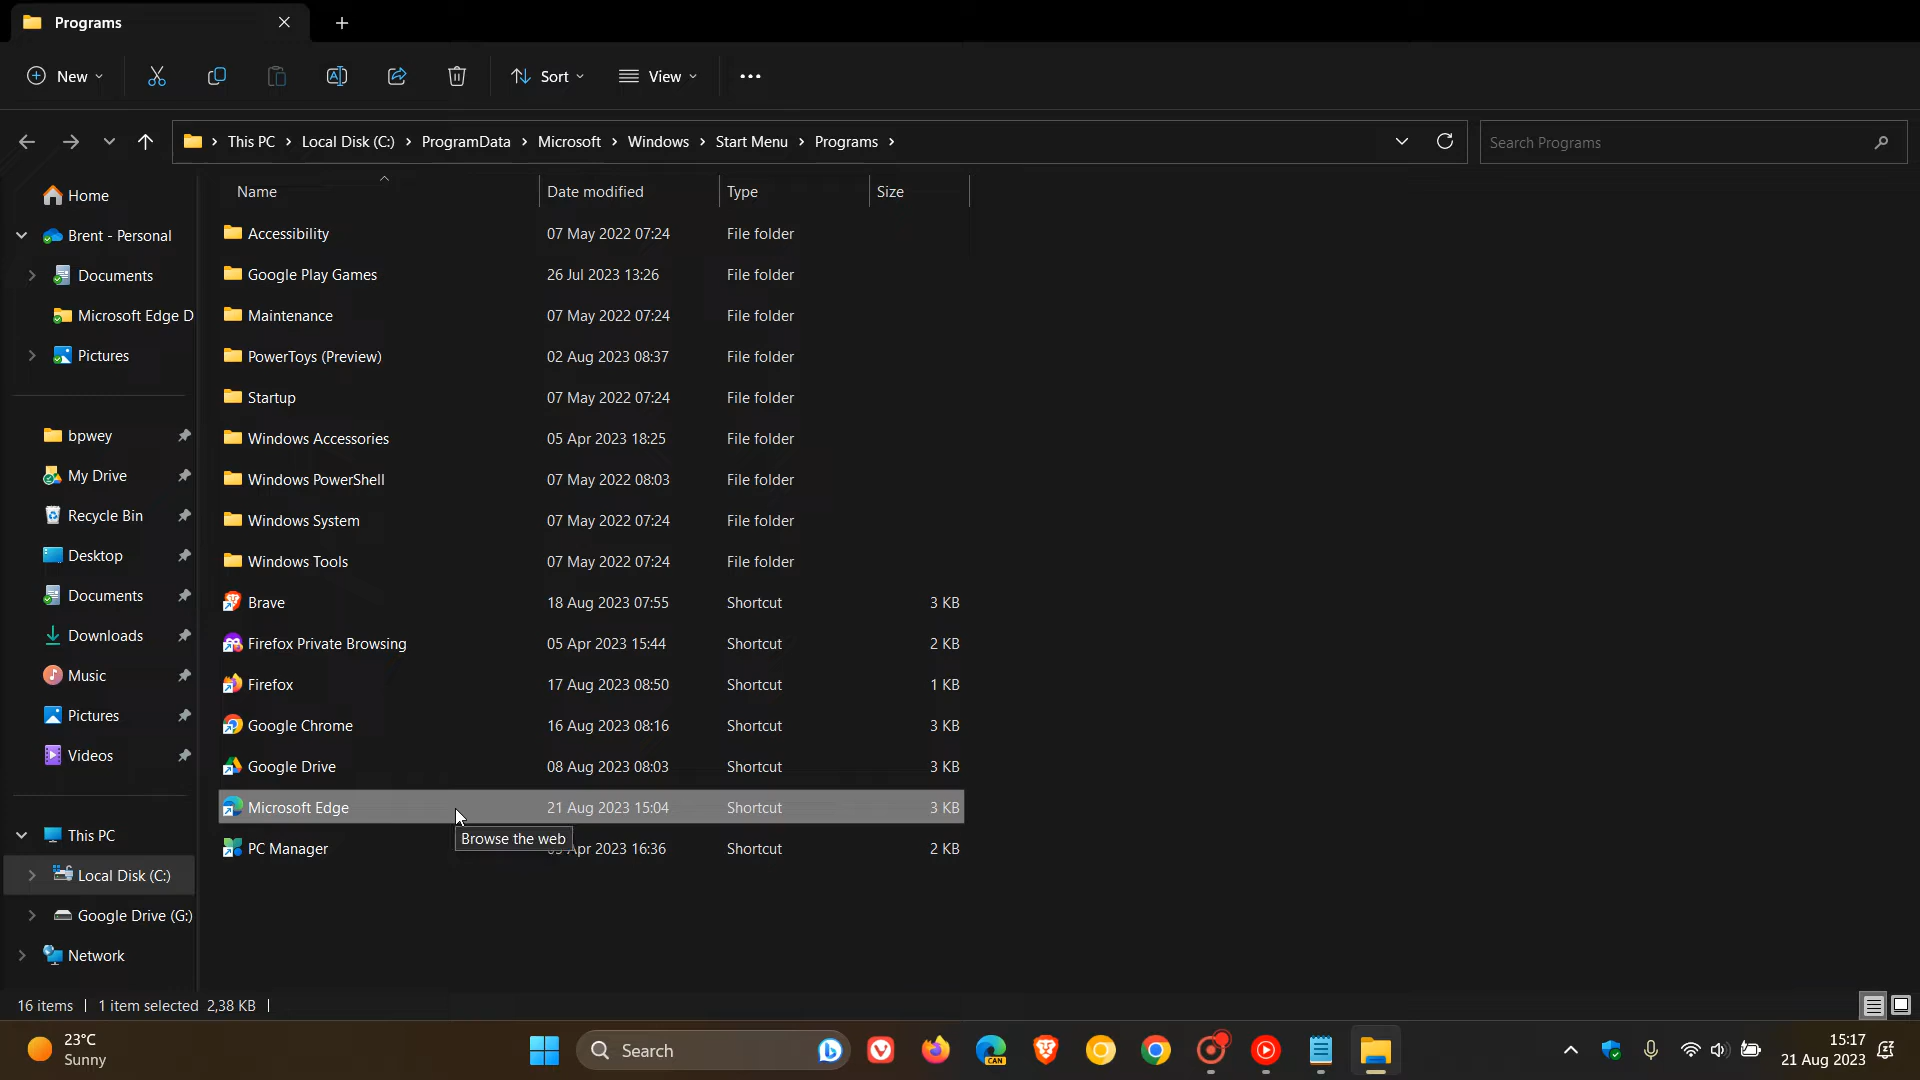 Programs
New
Sort
View
This PC
Local Disk (C:)
ProgramData
Microsoft
Windows
Start Menu
Programs
Search Programs
Home
Brent - Personal
Documents
Microsoft Edge D
Pictures
bpwey
My Drive
Recycle Bin
Desktop
Documents
Downloads
Music
Pictures
Videos
This PC
Local Disk (C:)
Google Drive (G:)
Network
Name Date modified Type Size
Accessibility 07 May 2022 07:24 File folder
Google Play Games 26 Jul 2023 13:26 File folder
Maintenance 07 May 2022 07:24 File folder
PowerToys (Preview) 02 Aug 2023 08:37 File folder
Startup 07 May 2022 07:24 File folder
Windows Accessories 05 Apr 2023 18:25 File folder
Windows PowerShell 07 May 2022 08:03 File folder
Windows System 07 May 2022 07:24 File folder
Windows Tools 07 May 2022 07:24 File folder
Brave 18 Aug 2023 07:55 Shortcut 3 KB
Firefox Private Browsing 05 Apr 2023 15:44 Shortcut 2 KB
Firefox 17 Aug 2023 08:50 Shortcut 1 KB
Google Chrome 16 Aug 2023 08:16 Shortcut 3 KB
Google Drive 08 Aug 2023 08:03 Shortcut 3 KB
Microsoft Edge 21 Aug 2023 15:04 Shortcut 3 KB
Browse the web
PC Manager Apr 2023 16:36 Shortcut 2 KB
16 items 1 item selected 2,38 KB
23°C
Sunny
Search
CAN
15:17
21 Aug 2023